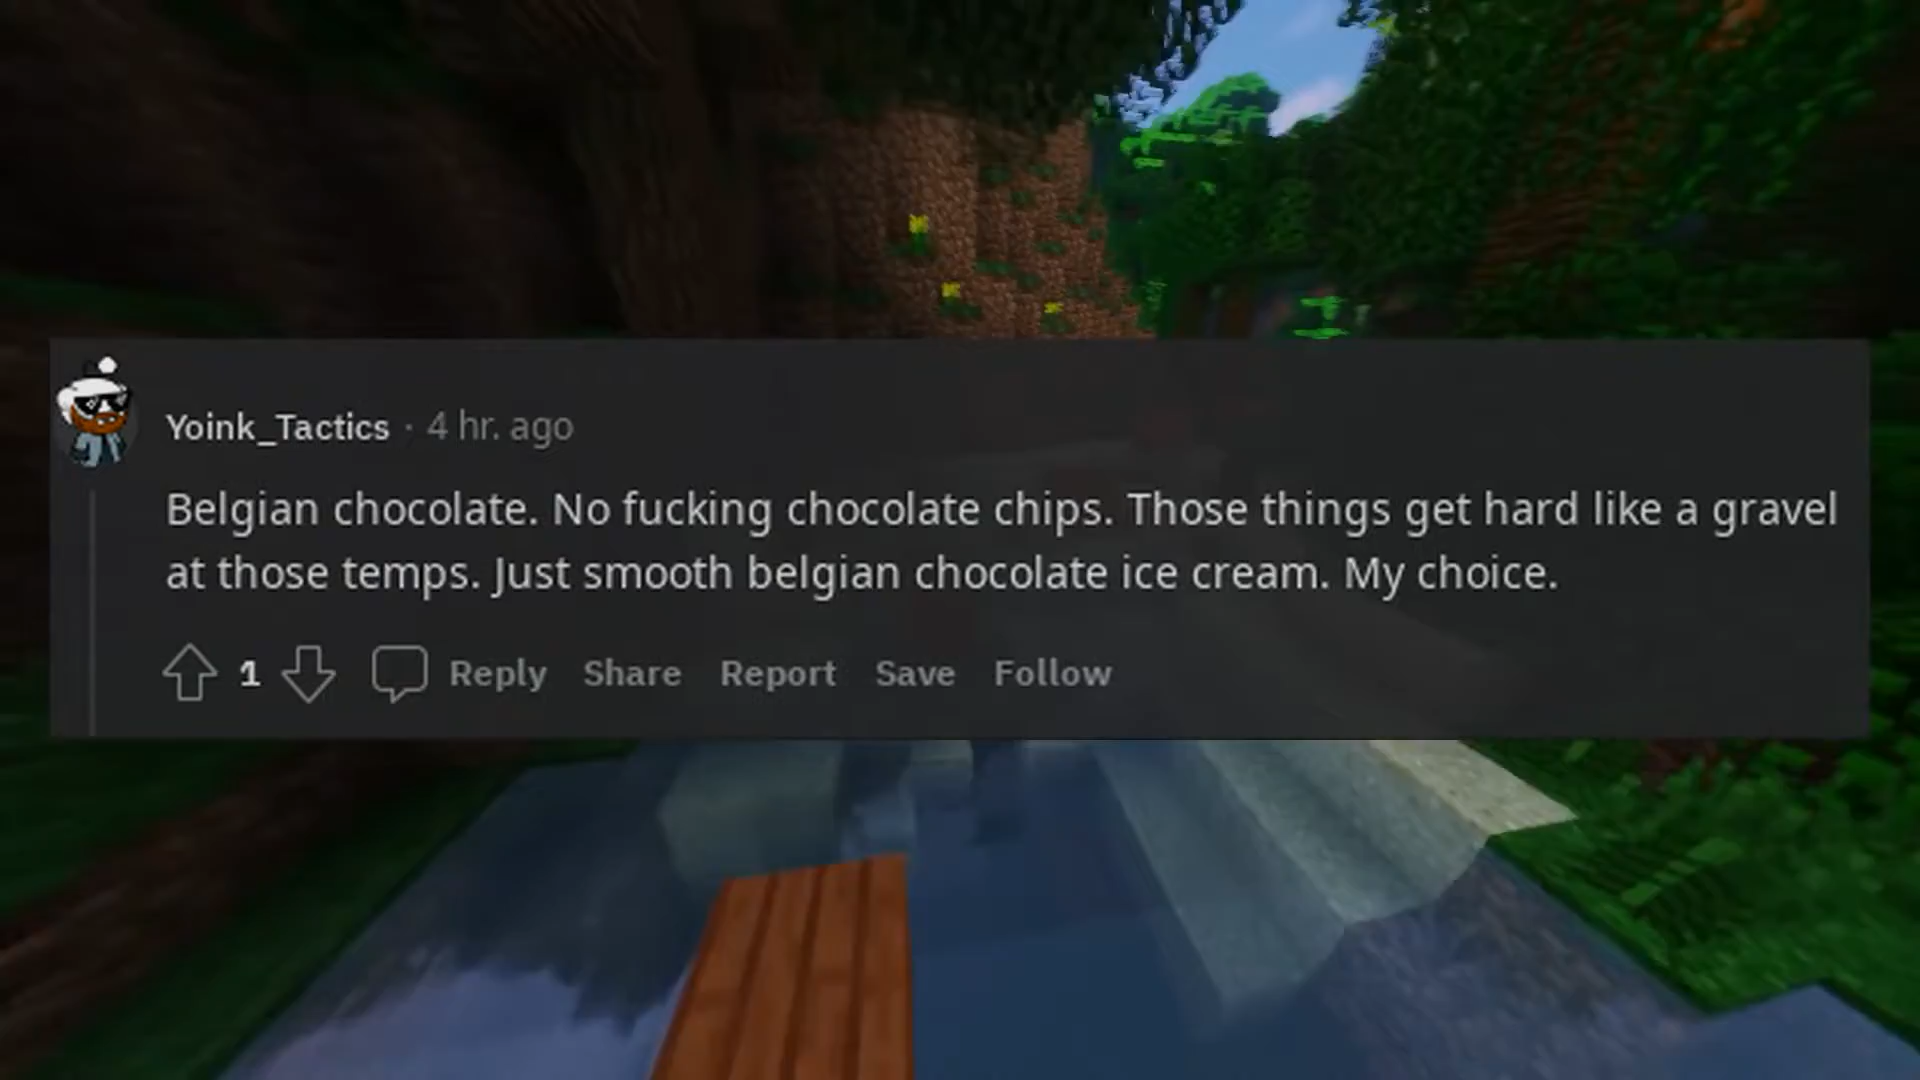 Yoink_Tactics · 4 hr. ago
Belgian chocolate. No fucking chocolate chips. Those things get hard like a gravel
at those temps. Just smooth belgian chocolate ice cream. My choice.
1 Reply Share Report Save Follow